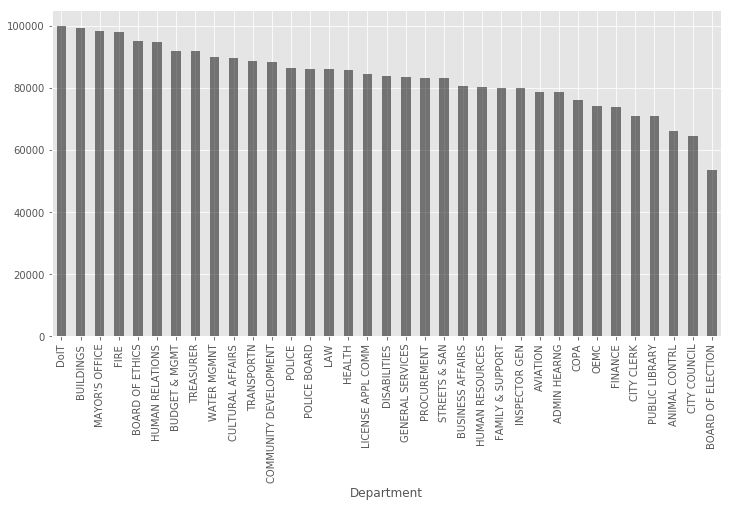 100000
80000
60000
40000
20000
0
DoIT
BUILDINGS
MAYOR'S OFFICE
FIRE
BOARD OF ETHICS
HUMAN RELATIONS
BUDGET & MGMT
TREASURER
WATER MGMNT
CULTURAL AFFAIRS
TRANSPORTN
COMMUNITY DEVELOPMENT
POLICE
POLICE BOARD
LAW
HEALTH
LICENSE APPL COMM
DISABILITIES
GENERAL SERVICES
PROCUREMENT
STREETS & SAN
BUSINESS AFFAIRS
HUMAN RESOURCES
FAMILY & SUPPORT
INSPECTOR GEN
AVIATION
ADMIN HEARNG
COPA
OEMC
FINANCE
CITY CLERK
PUBLIC LIBRARY
ANIMAL CONTRL
CITY COUNCIL
BOARD OF ELECTION
Department